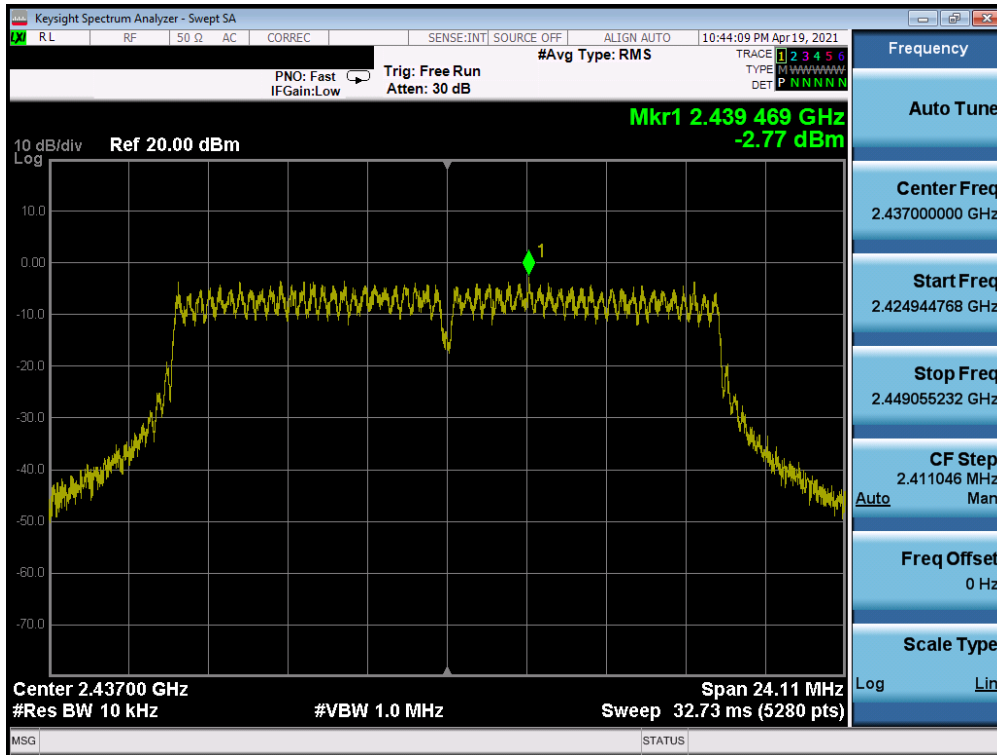 Keysight Spectrum Analyzer - Swept SA
LXI RL RF 50 Ω AC CORREC SENSE:INT SOURCE OFF ALIGN AUTO 10:44:09 PM Apr 19, 2021
#Avg Type: RMS
TRACE 1 2 3 4 5 6
PNO: Fast Trig: Free Run
TYPE M WWWWW
IFGain:Low Atten: 30 dB
DET P N N N N N
Mkr1 2.439 469 GHz
-2.77 dBm
10 dB/div Ref 20.00 dBm
Log
10.0
0.00
-10.0
-20.0
-30.0
-40.0
-50.0
-60.0
-70.0
1
Center 2.43700 GHz Span 24.11 MHz
#Res BW 10 kHz #VBW 1.0 MHz Sweep 32.73 ms (5280 pts)
MSG STATUS
Frequency
Auto Tune
Center Freq
2.437000000 GHz
Start Freq
2.424944768 GHz
Stop Freq
2.449055232 GHz
CF Step
2.411046 MHz
Auto Man
Freq Offset
0 Hz
Scale Type
Log Lin